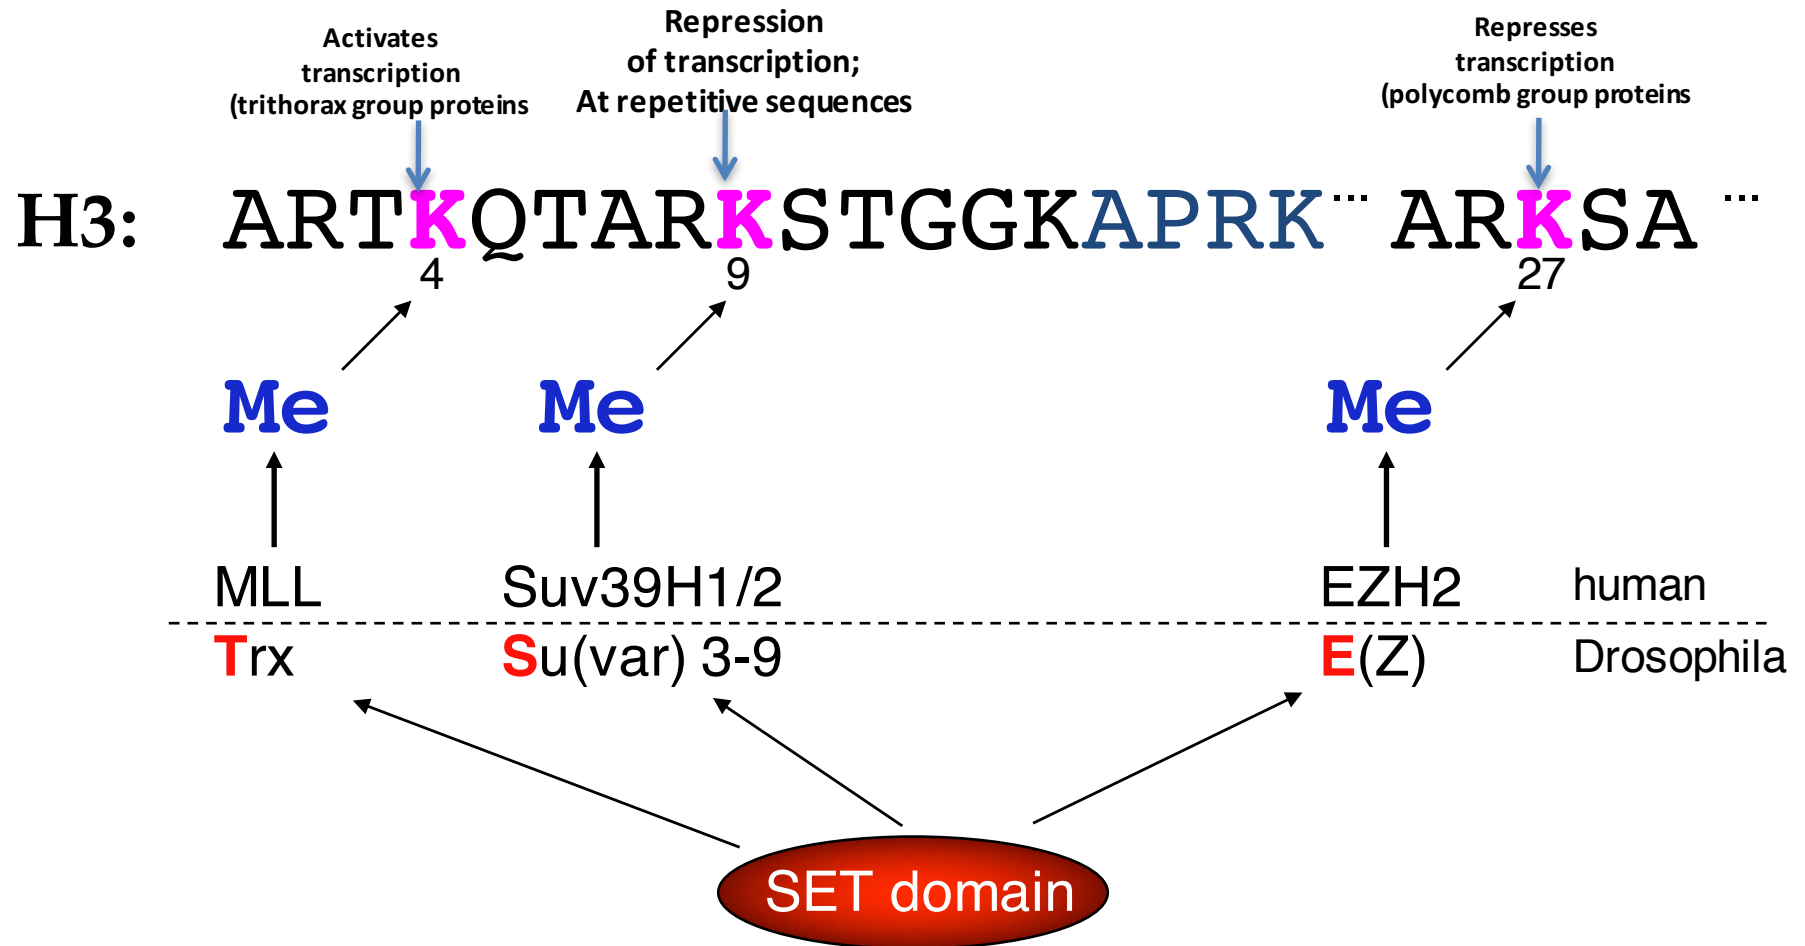 Activates
transcription
(trithorax group proteins
Repression
of transcription;
At repetitive sequences
Represses
transcription
(polycomb group proteins
H3: ARTKQTARKSTGGKAPRK... ARKSA ...
4 9 27
Me Me Me
MLL Suv39H1/2 EZH2 human
Trx Su(var) 3-9 E(Z) Drosophila
SET domain